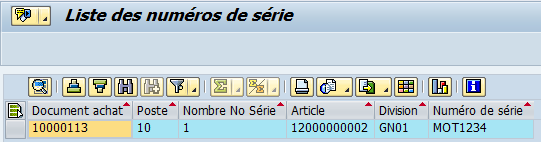 Liste des numéros de série
Document achat Poste Nombre No Série Article Division Numéro de série
10000113 10 1 12000000002 GN01 MOT1234